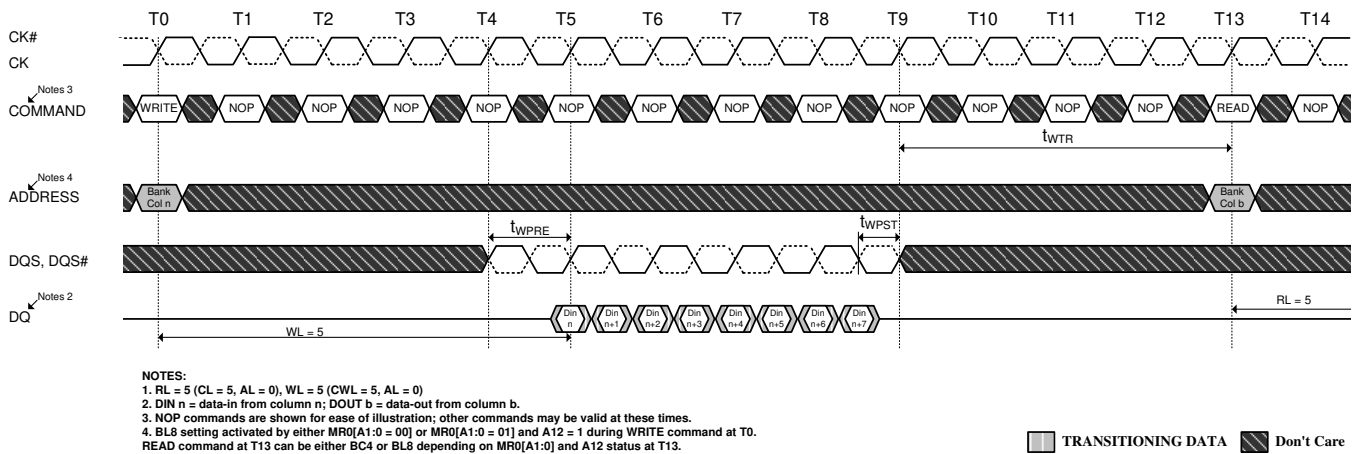 T0 T1 T2 T3 T4 T5 T6 T7 T8 T9 T10 T11 T12 T13 T14
CK#
CK
Notes 3
COMMAND WRITE NOP NOP NOP NOP NOP NOP NOP NOP NOP NOP NOP NOP READ NOP
tWTR
Notes 4
ADDRESS Bank Col n Bank Col b
tWPRE tWPST
DQS, DQS#
Notes 2
DQ Din n Din n+1 Din n+2 Din n+3 Din n+4 Din n+5 Din n+6 Din n+7
RL = 5
WL = 5
NOTES:
1. RL = 5 (CL = 5, AL = 0), WL = 5 (CWL = 5, AL = 0)
2. DIN n = data-in from column n; DOUT b = data-out from column b.
3. NOP commands are shown for ease of illustration; other commands may be valid at these times.
4. BL8 setting activated by either MR0[A1:0 = 00] or MR0[A1:0 = 01] and A12 = 1 during WRITE command at T0.
READ command at T13 can be either BC4 or BL8 depending on MR0[A1:0] and A12 status at T13.
TRANSITIONING DATA Don't Care